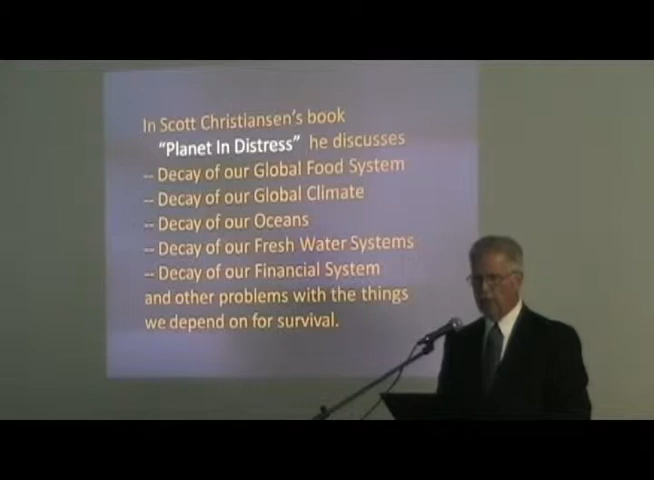 In Scott Christiansen's book
"Planet In Distress" he discusses
-- Decay of our Global Food System
-- Decay of our Global Climate
-- Decay of our Oceans
-- Decay of our Fresh Water Systems
-- Decay of our Financial System
and other problems with the things
we depend on for survival.